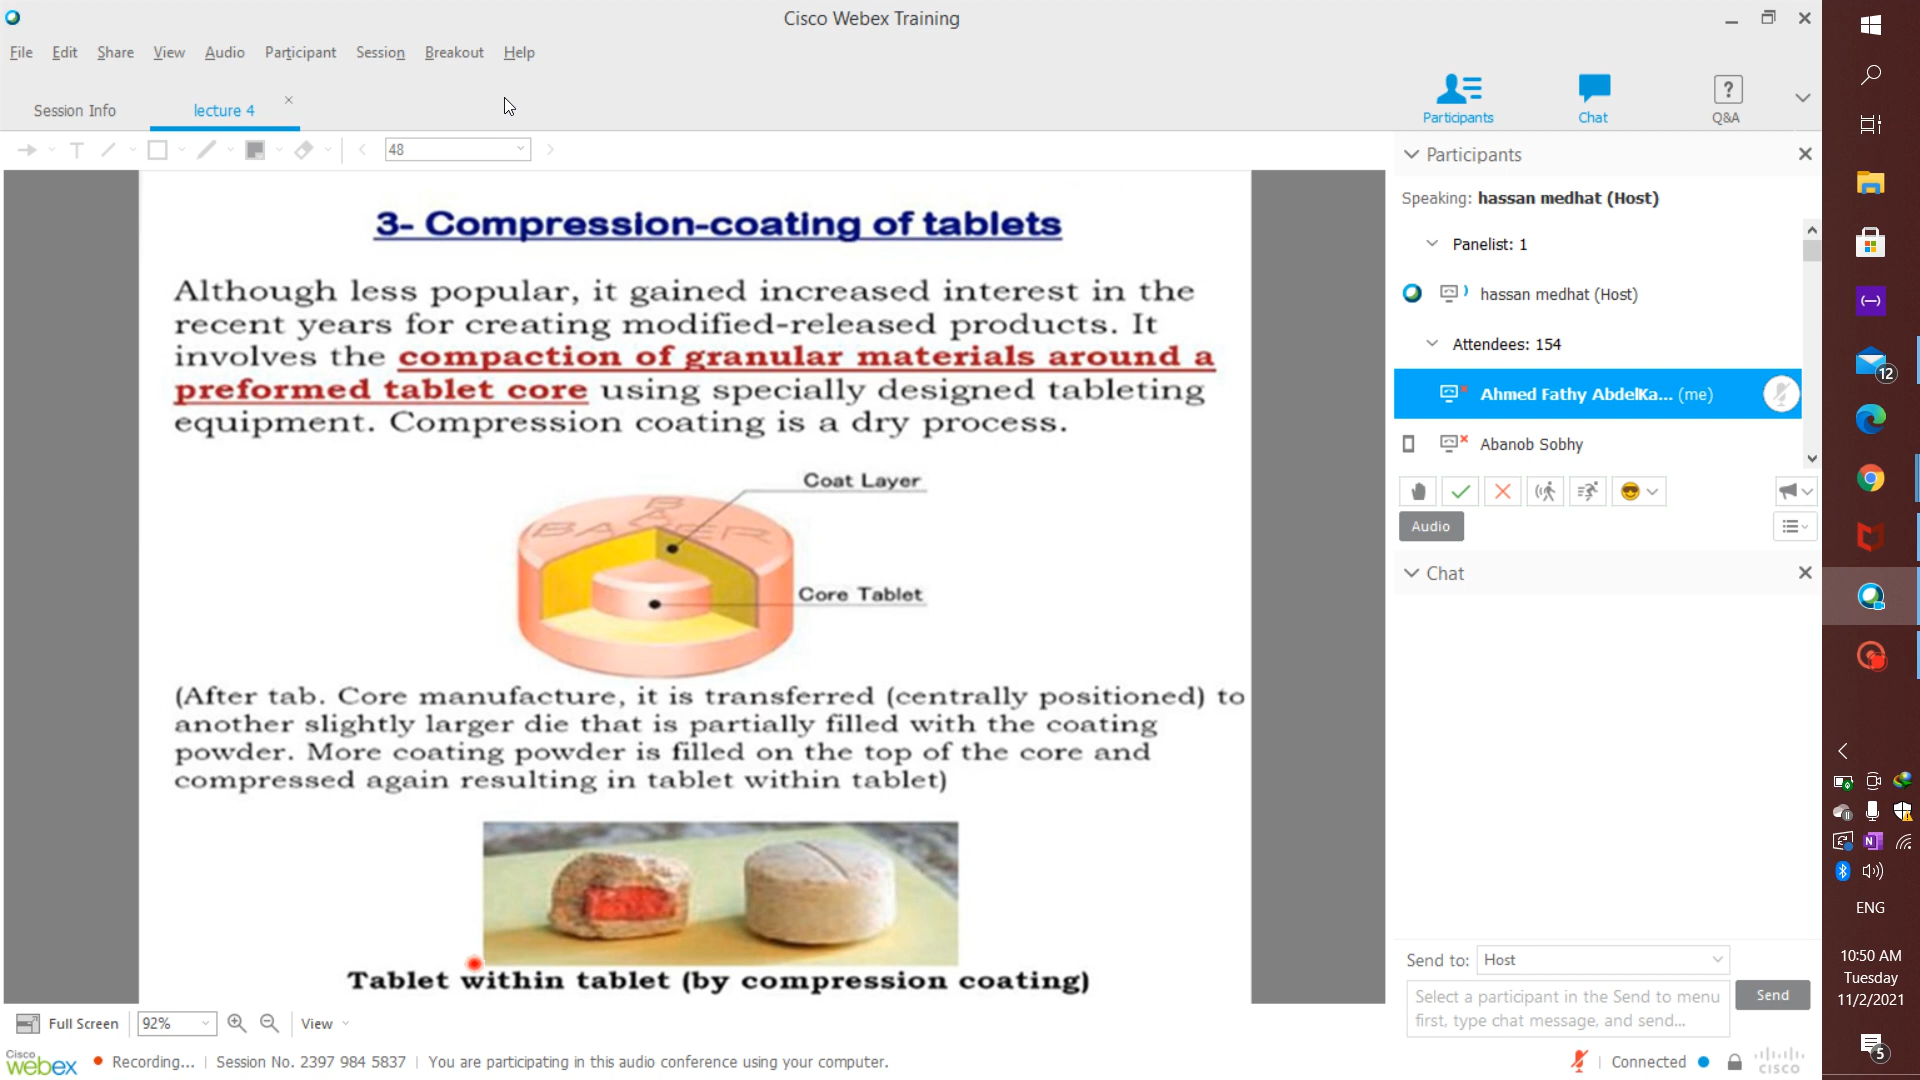 Cisco Webex Training
File Edit Share View Audio Participant Session Breakout Help
Session Info
lecture 4
Participants
Chat
?
Q&A
T
48
Participants
Speaking: hassan medhat (Host)
Panelist: 1
hassan medhat (Host)
Attendees: 154
Ahmed Fathy AbdelKa... (me)
Abanob Sobhy
Audio
Chat
Send to: Host
Select a participant in the Send to menu
first, type chat message, and send...
Send
3- Compression-coating of tablets
Although less popular, it gained increased interest in the
recent years for creating modified-released products. It
involves the compaction of granular materials around a
preformed tablet core using specially designed tableting
equipment. Compression coating is a dry process.
Coat Layer
BAYER
BAYER
Core Tablet
(After tab. Core manufacture, it is transferred (centrally positioned) to
another slightly larger die that is partially filled with the coating
powder. More coating powder is filled on the top of the core and
compressed again resulting in tablet within tablet)
Tablet within tablet (by compression coating)
Full Screen 92% View
Cisco webex Recording... Session No. 2397 984 5837 You are participating in this audio conference using your computer.
Connected
cisco
12
N
ENG
10:50 AM
Tuesday
11/2/2021
5